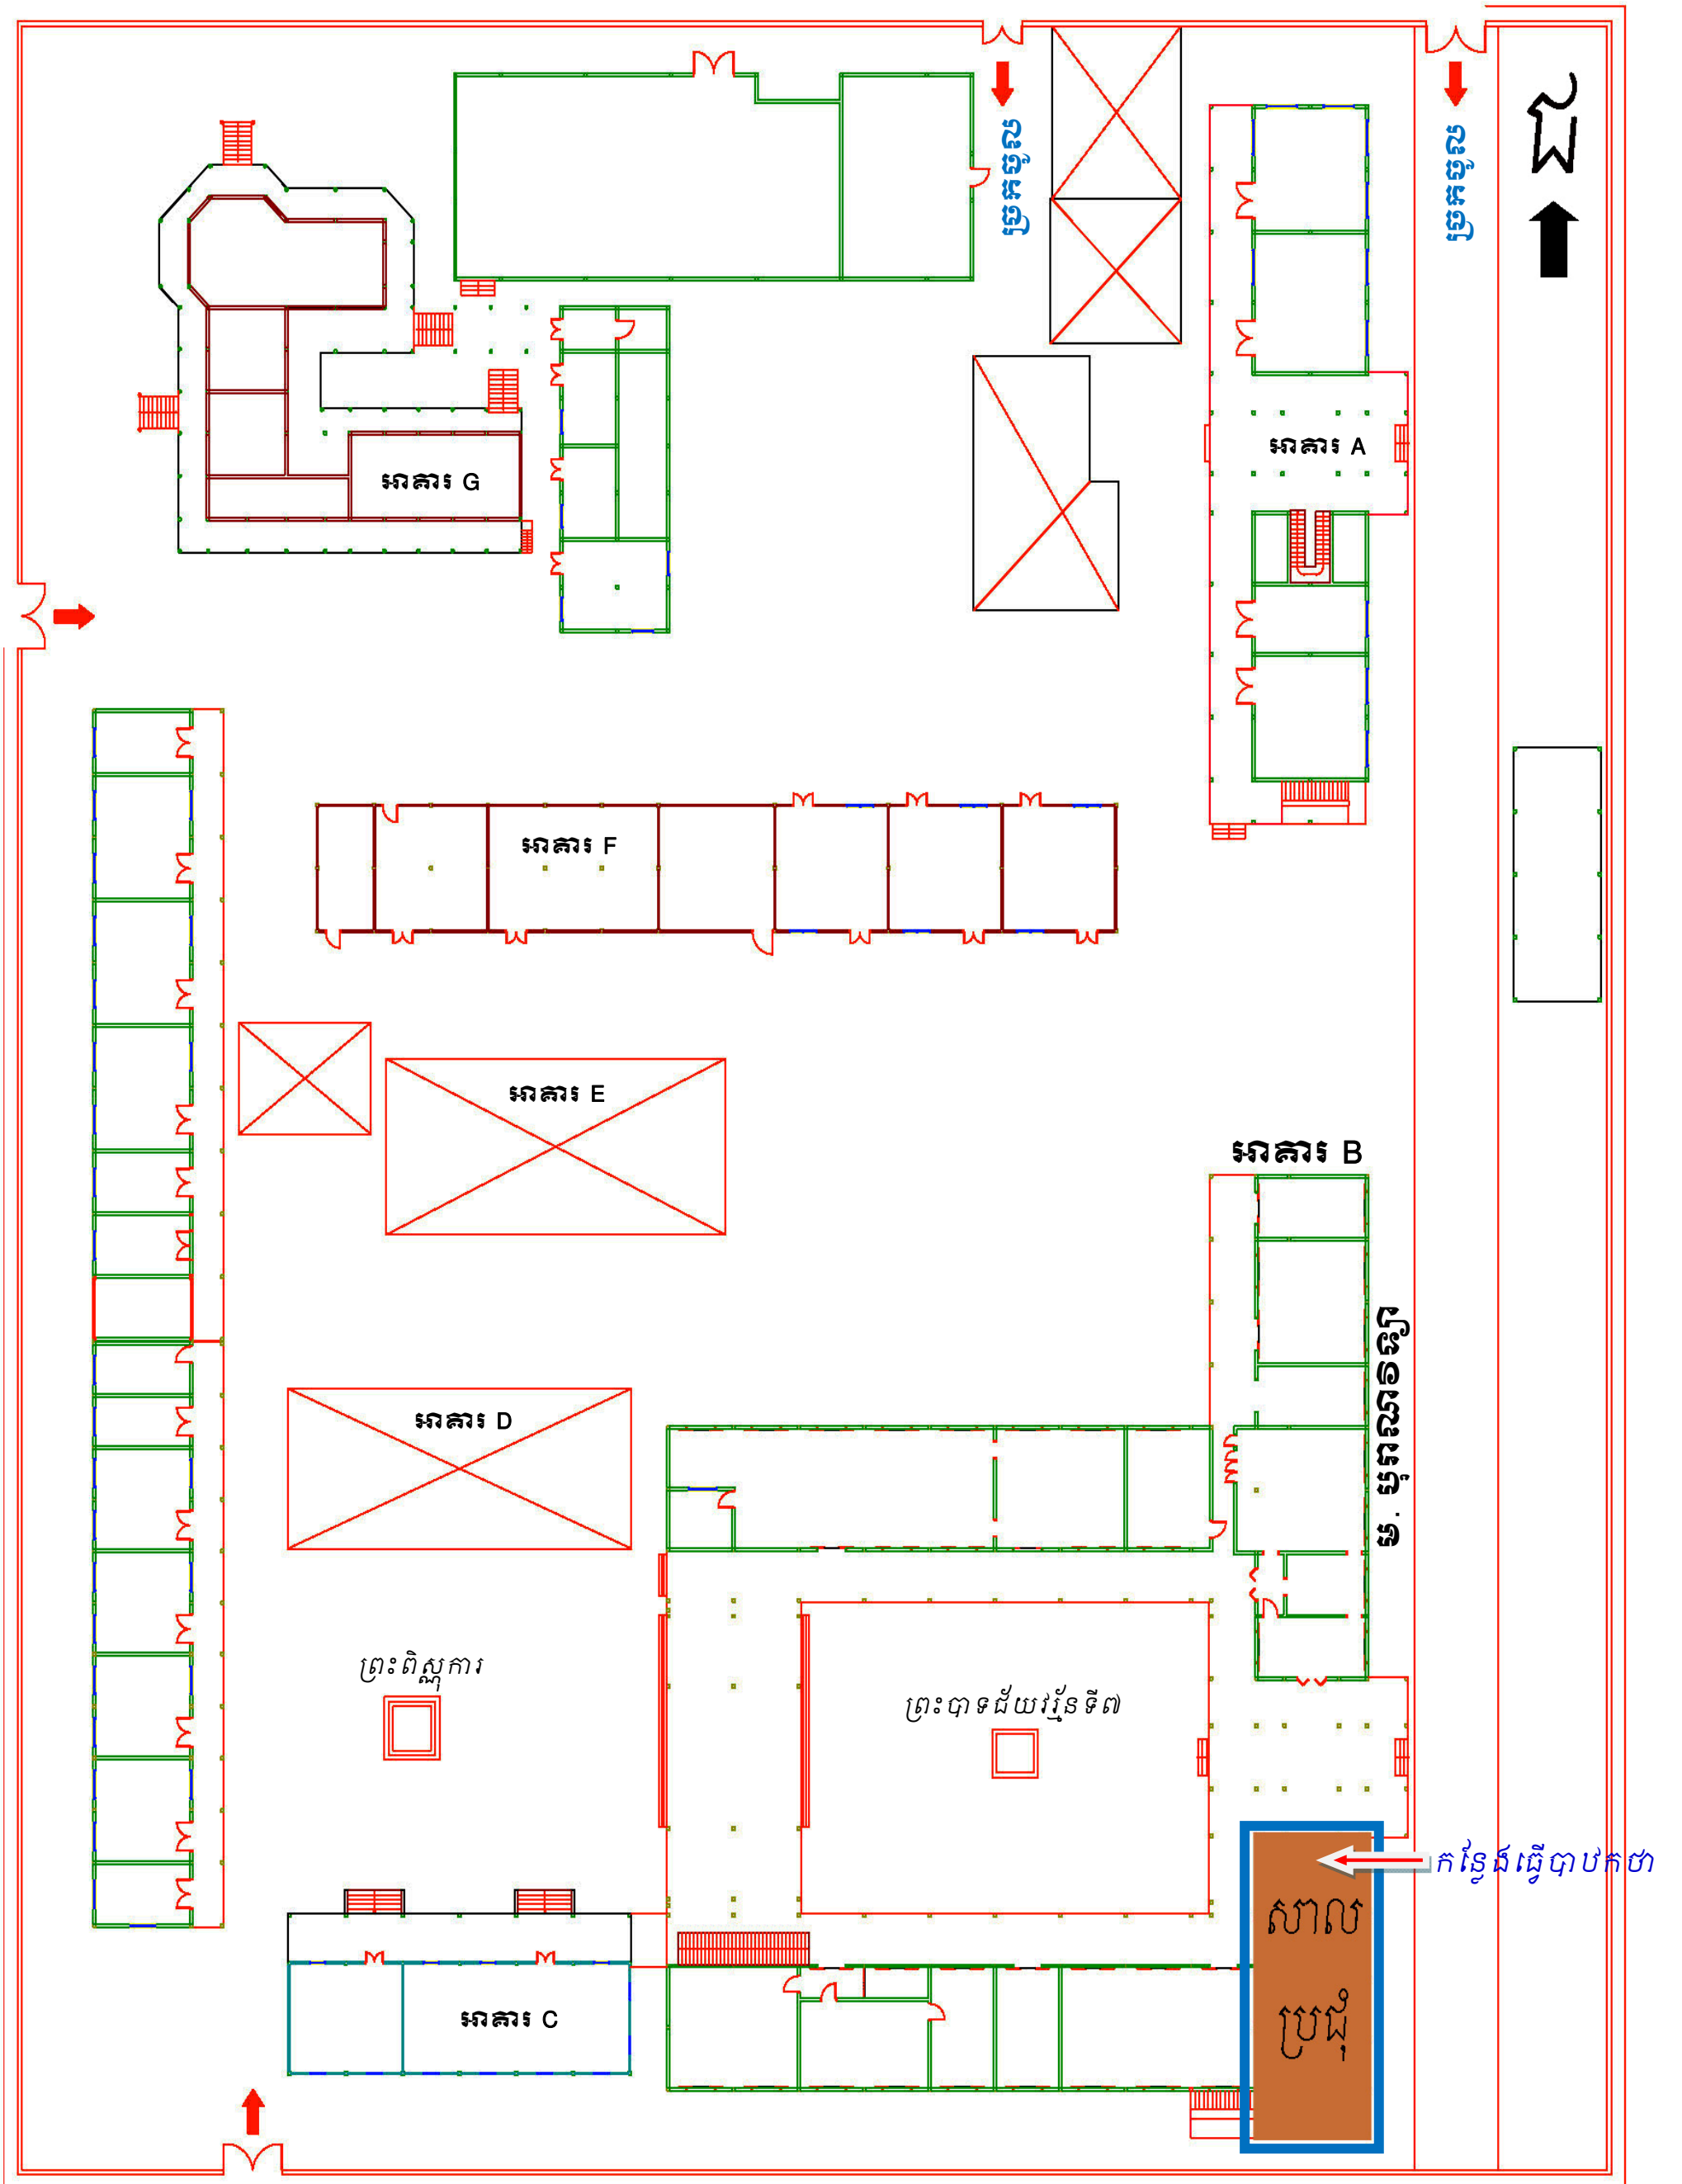 ជ
ច្រកចូល
ច្រកចូល
អាគារ A
អាគារ G
អាគារ F
អាគារ E
អាគារ B
អាគារ D
ព្រះពិស្ណុការ
ព្រះបាទជ័យវរ្ម័នទី៧
កន្លែងធ្វើបាឋកថា
សាល
ប្រជុំ
អាគារ C